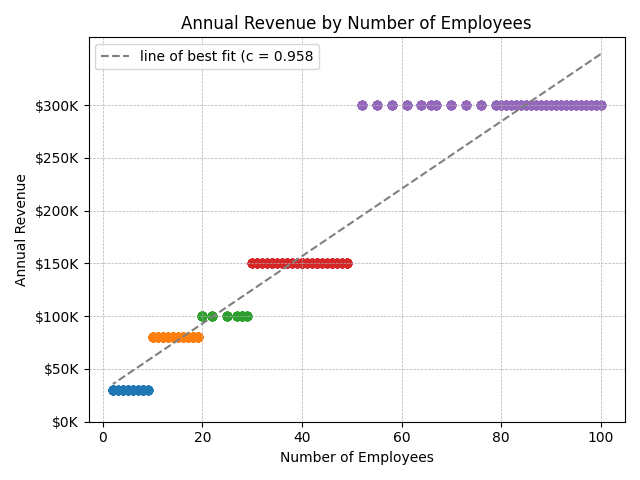 Annual Revenue by Number of Employees
line of best fit (c = 0.958
$300K
$250K
$200K
$150K
$100K
$50K
$0K
Annual Revenue
0 20 40 60 80 100
Number of Employees